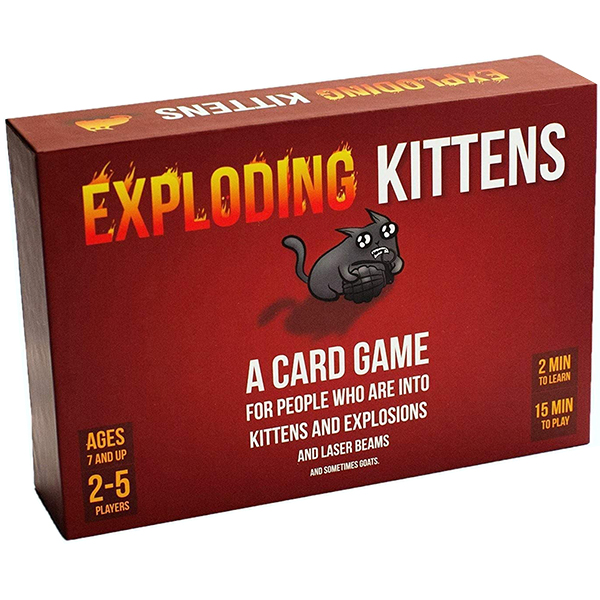 EXPLODING KITTENS
EXPLODING KITTENS
A CARD GAME
FOR PEOPLE WHO ARE INTO
KITTENS AND EXPLOSIONS
AND LASER BEAMS
AND SOMETIMES GOATS.
AGES
7 AND UP
2-5
PLAYERS
2 MIN
TO LEARN
15 MIN
TO PLAY